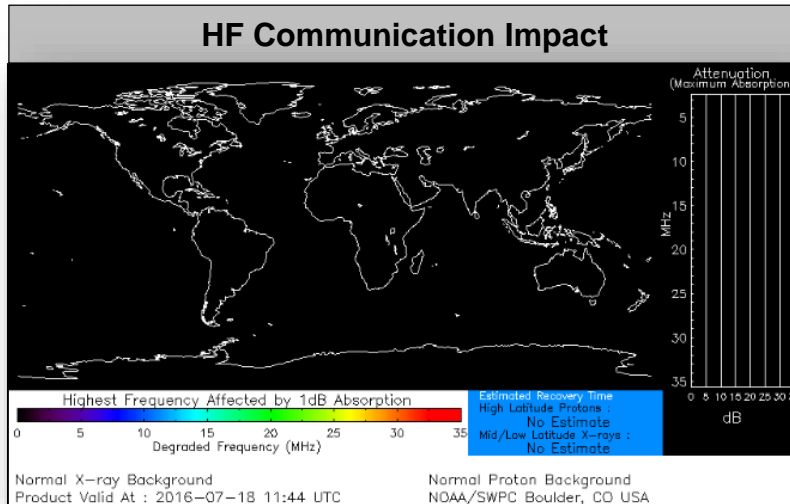 HF Communication Impact
Attenuation
(Maximum Absorption
5
10
15
20
25
30
35
MHz
0 5 10 15 20 25 30
dB
Highest Frequency Affected by 1dB Absorption
0 5 10 15 20 25 30 35
Degraded Frequency (MHz)
Estimated Recovery Time
High Latitude Protons :
No Estimate
Mid/Low Latitude X-rays :
No Estimate
Normal X-ray Background
Product Valid At : 2016-07-18 11:44 UTC
Normal Proton Background
NOAA/SWPC Boulder, CO USA